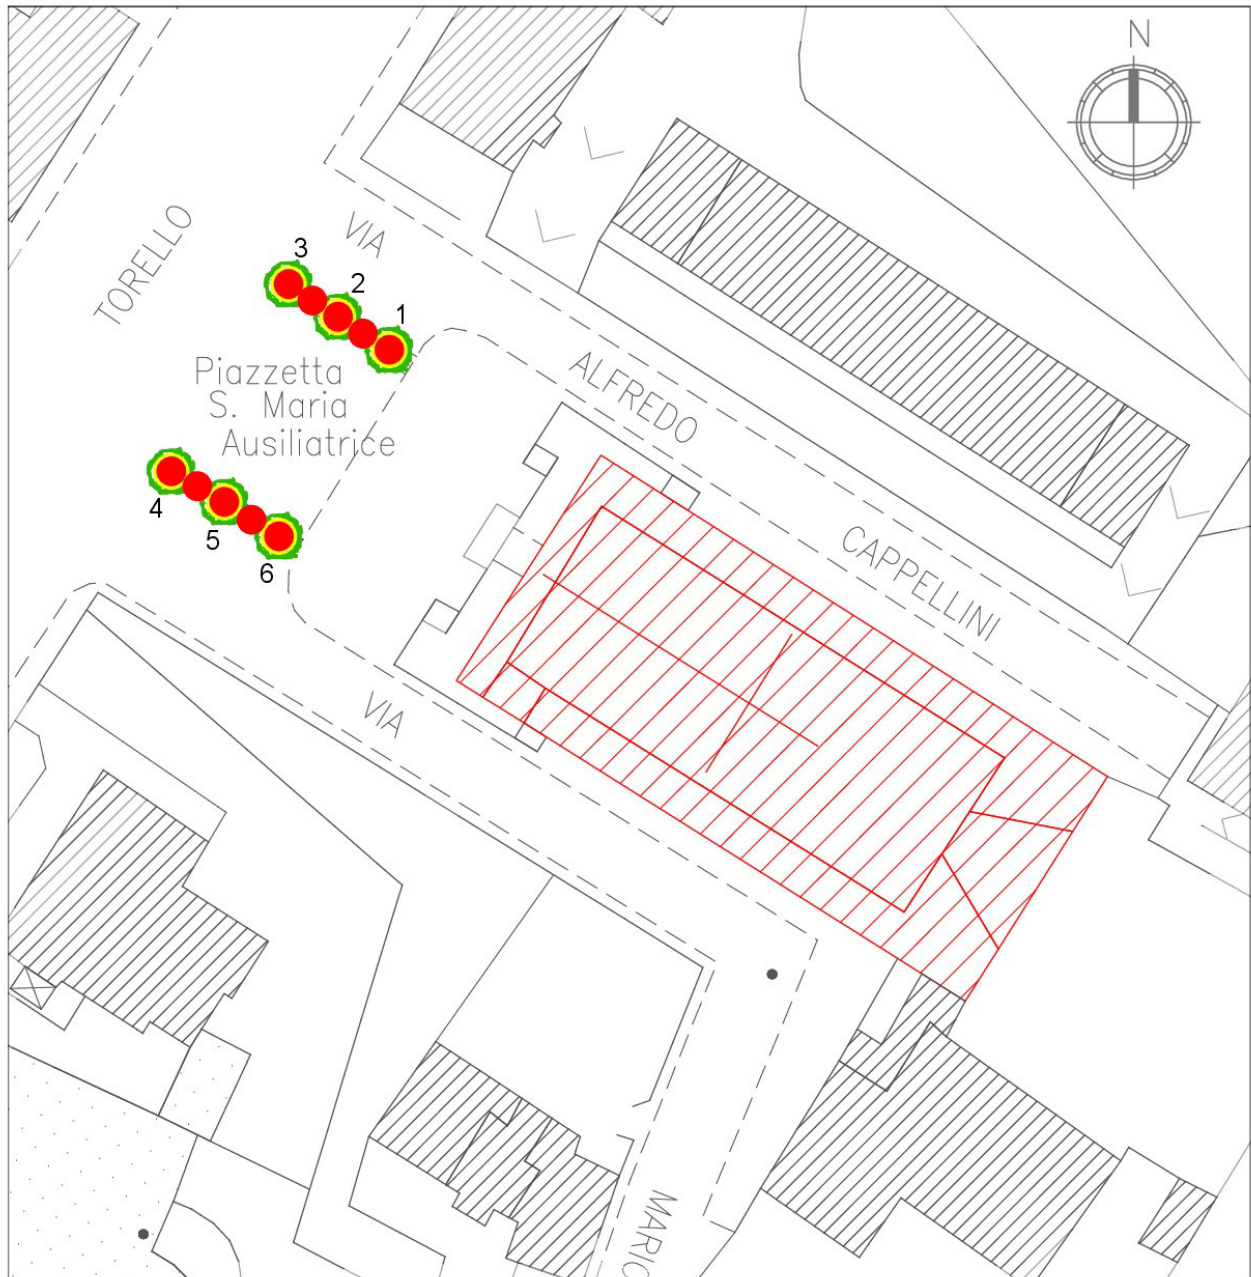 N
TORELLO
VIA
3
2
1
Piazzetta
S. Maria
Ausiliatrice
ALFREDO
CAPPELLINI
4
5
6
VIA
MARIO